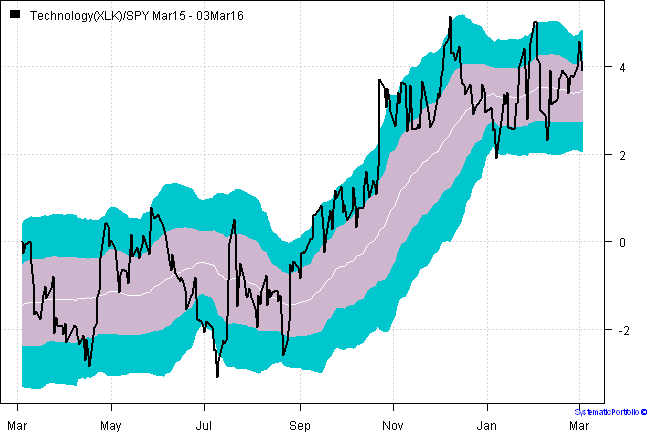 Technology(XLK)/SPY Mar15 - 03Mar16
4
2
0
-2
Mar May Jul Sep Nov Jan Mar
SystematicPortfolio ©